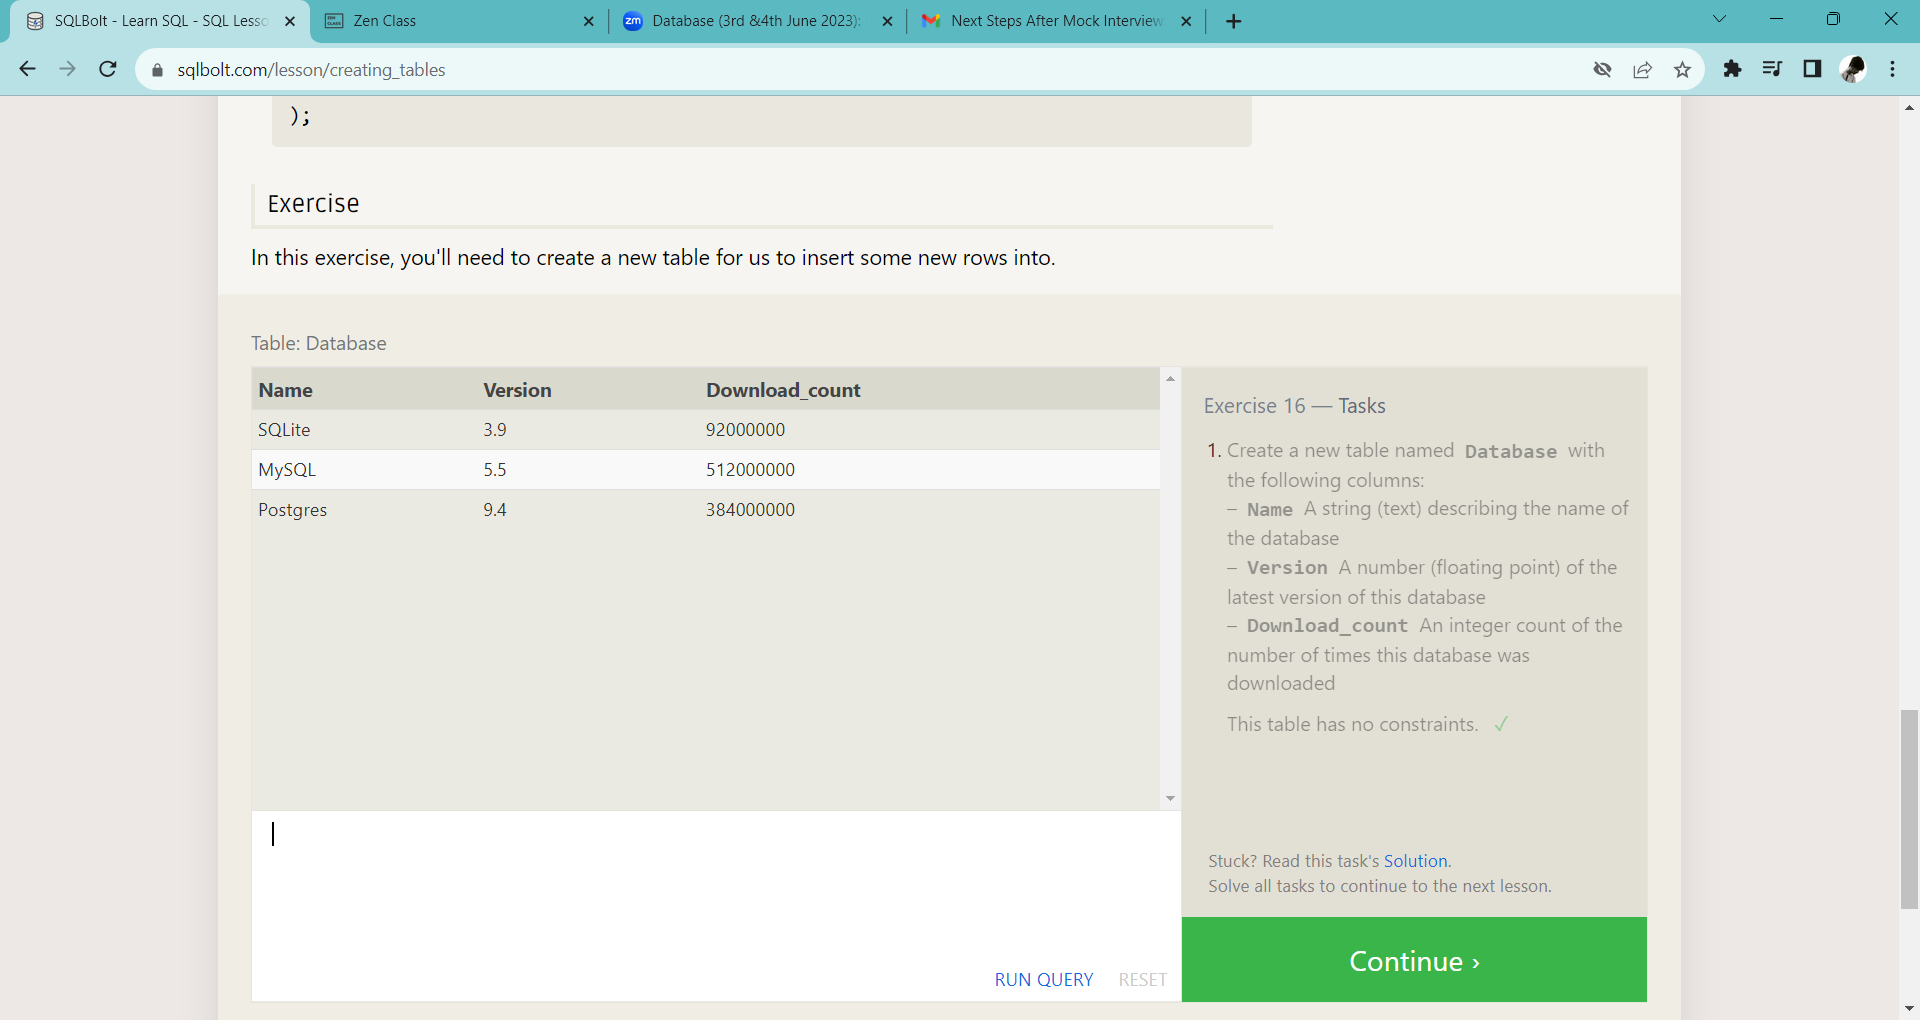 SQLBolt - Learn SQL - SQL Lesso
Zen Class
zm Database (3rd &4th June 2023):
Next Steps After Mock Interview
sqlbolt.com/lesson/creating_tables
);
Exercise
In this exercise, you'll need to create a new table for us to insert some new rows into.
Table: Database
Name Version Download_count
SQLite 3.9 92000000
MySQL 5.5 512000000
Postgres 9.4 384000000
Exercise 16 — Tasks
1. Create a new table named Database with
the following columns:
– Name A string (text) describing the name of
the database
– Version A number (floating point) of the
latest version of this database
– Download_count An integer count of the
number of times this database was
downloaded
This table has no constraints. ✓
Stuck? Read this task's Solution.
Solve all tasks to continue to the next lesson.
RUN QUERY RESET
Continue ›